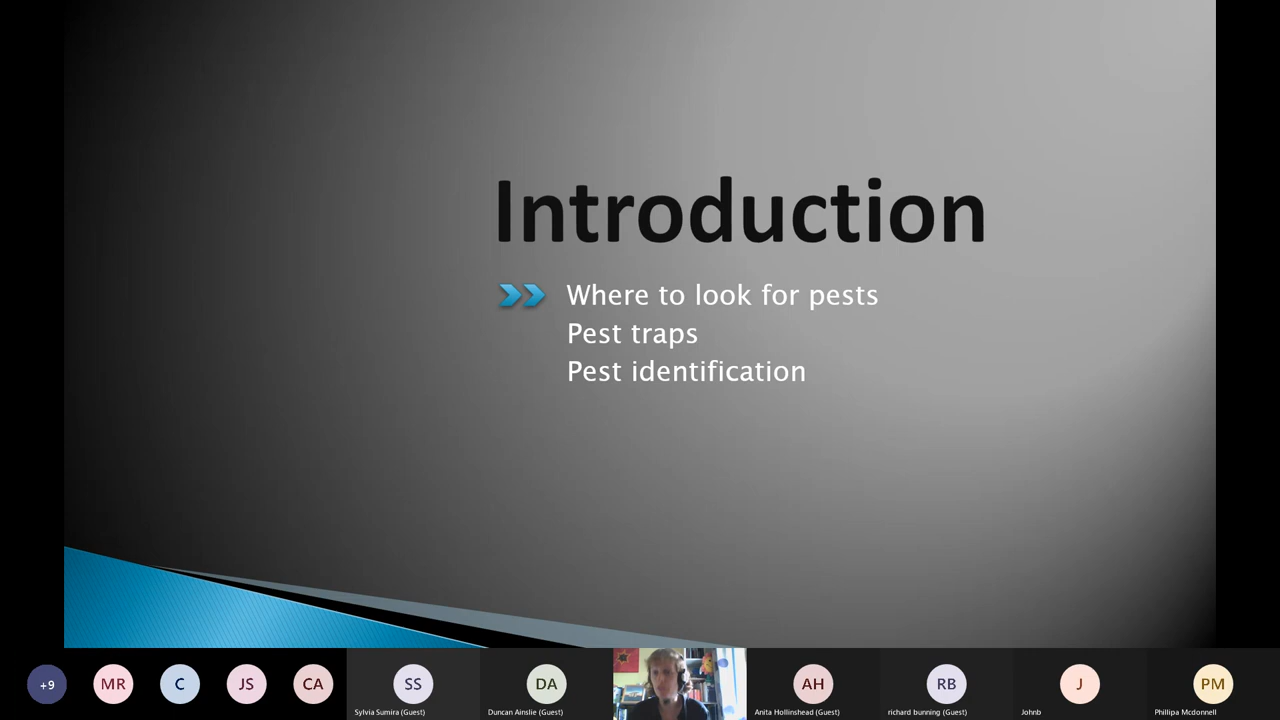 Introduction
Where to look for pests
Pest traps
Pest identification
+9
MR
C
JS
CA
SS
DA
AH
RB
J
PM
Sylvia Sumira (Guest)
Duncan Ainslie (Guest)
Anita Hollinshead (Guest)
richard bunning (Guest)
Johnb
Phillipa Mcdonnell